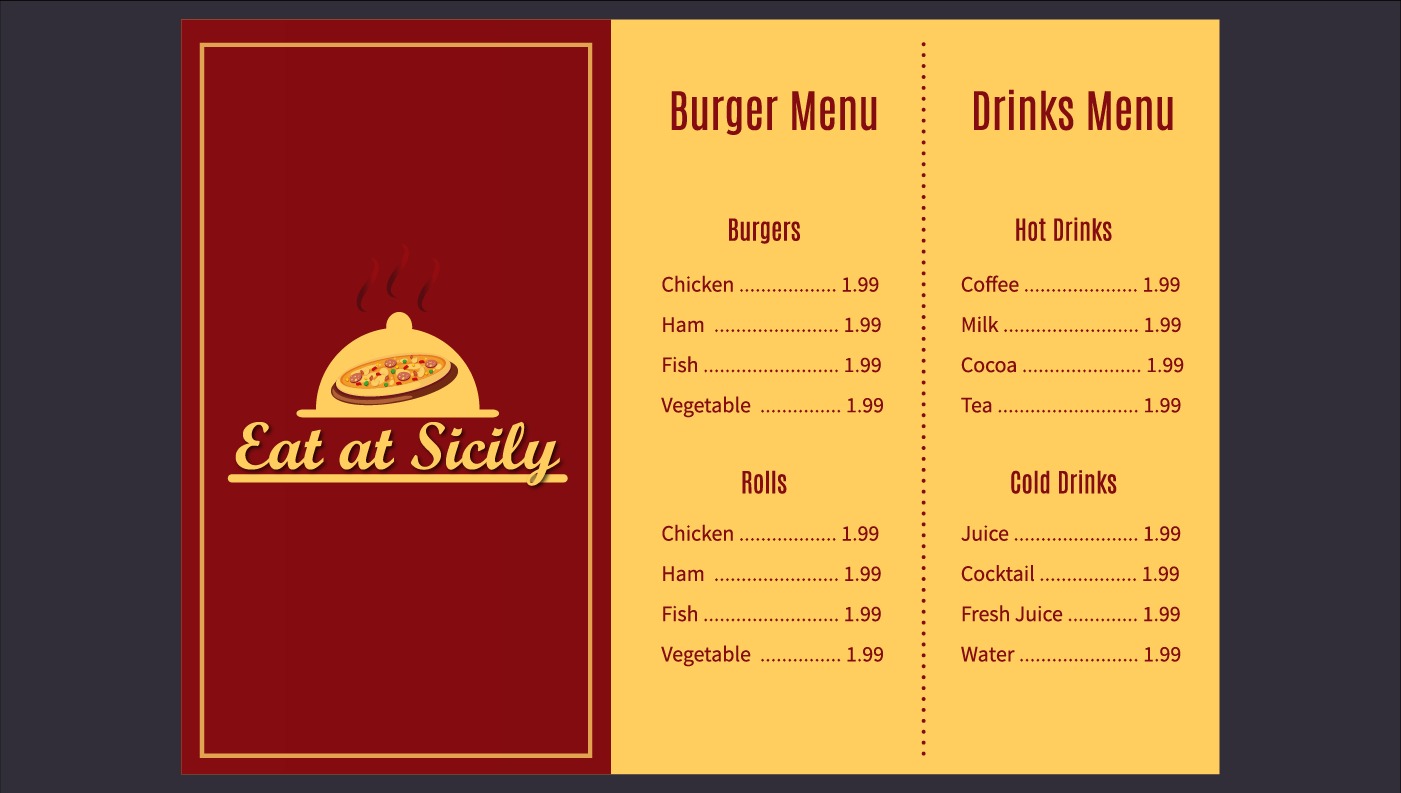 Eat at Sicily
Burger Menu
Burgers
Chicken .................. 1.99
Ham ....................... 1.99
Fish ......................... 1.99
Vegetable ............... 1.99
Rolls
Chicken .................. 1.99
Ham ....................... 1.99
Fish ......................... 1.99
Vegetable ............... 1.99
Drinks Menu
Hot Drinks
Coffee ..................... 1.99
Milk ......................... 1.99
Cocoa ...................... 1.99
Tea .......................... 1.99
Cold Drinks
Juice ....................... 1.99
Cocktail .................. 1.99
Fresh Juice ............. 1.99
Water ...................... 1.99